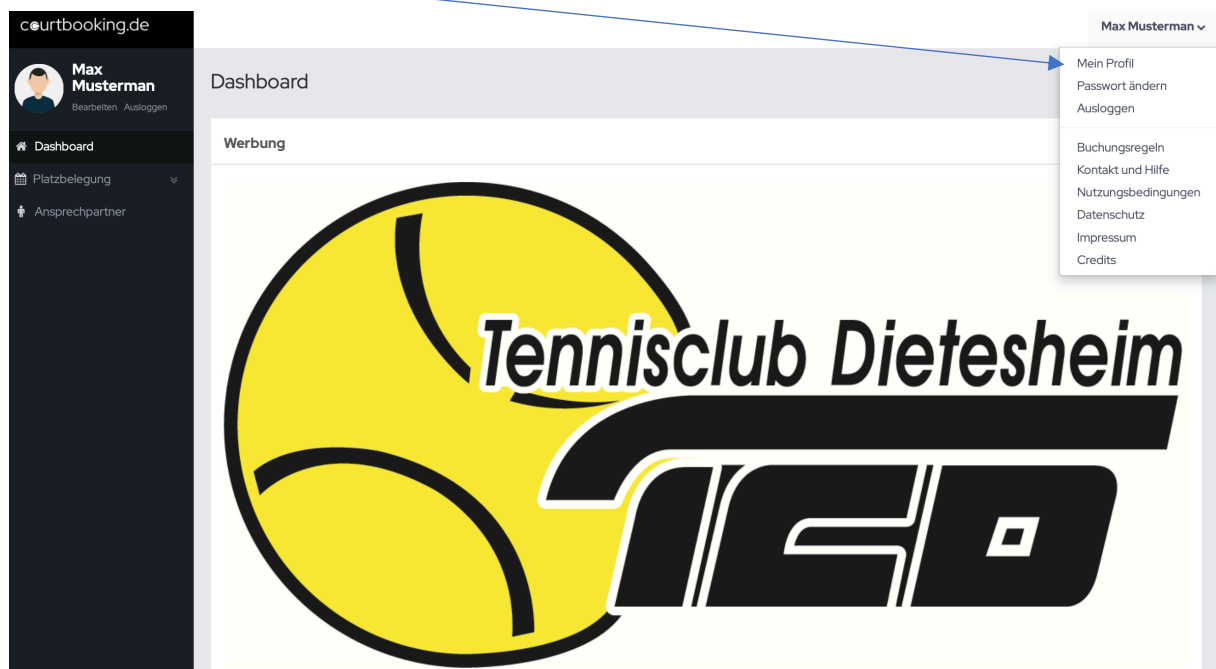 courtbooking.de
Max Musterman
Max
Musterman
Bearbeiten Ausloggen
Dashboard
Platzbelegung
Ansprechpartner
Dashboard
Werbung
Mein Profil
Passwort ändern
Ausloggen
Buchungsregeln
Kontakt und Hilfe
Nutzungsbedingungen
Datenschutz
Impressum
Credits
Tennisclub Dietesheim
TCD